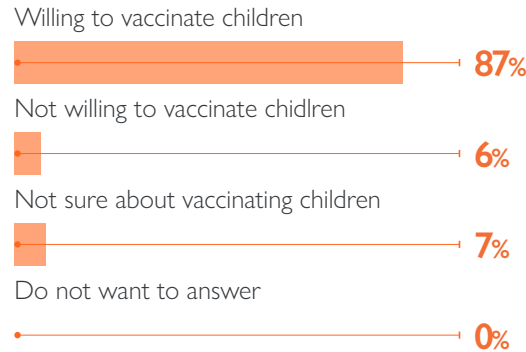 Willing to vaccinate children
87%
Not willing to vaccinate chidlren
6%
Not sure about vaccinating children
7%
Do not want to answer
0%